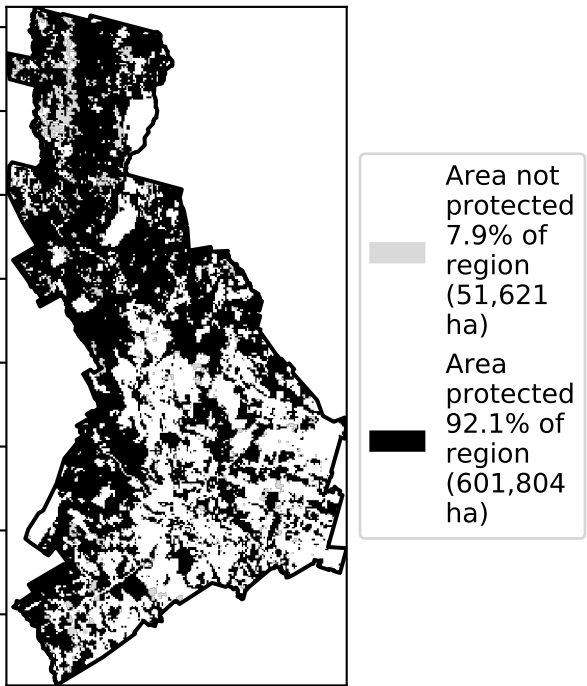 Area not
protected
7.9% of
region
(51,621
ha)
Area
protected
92.1% of
region
(601,804
ha)